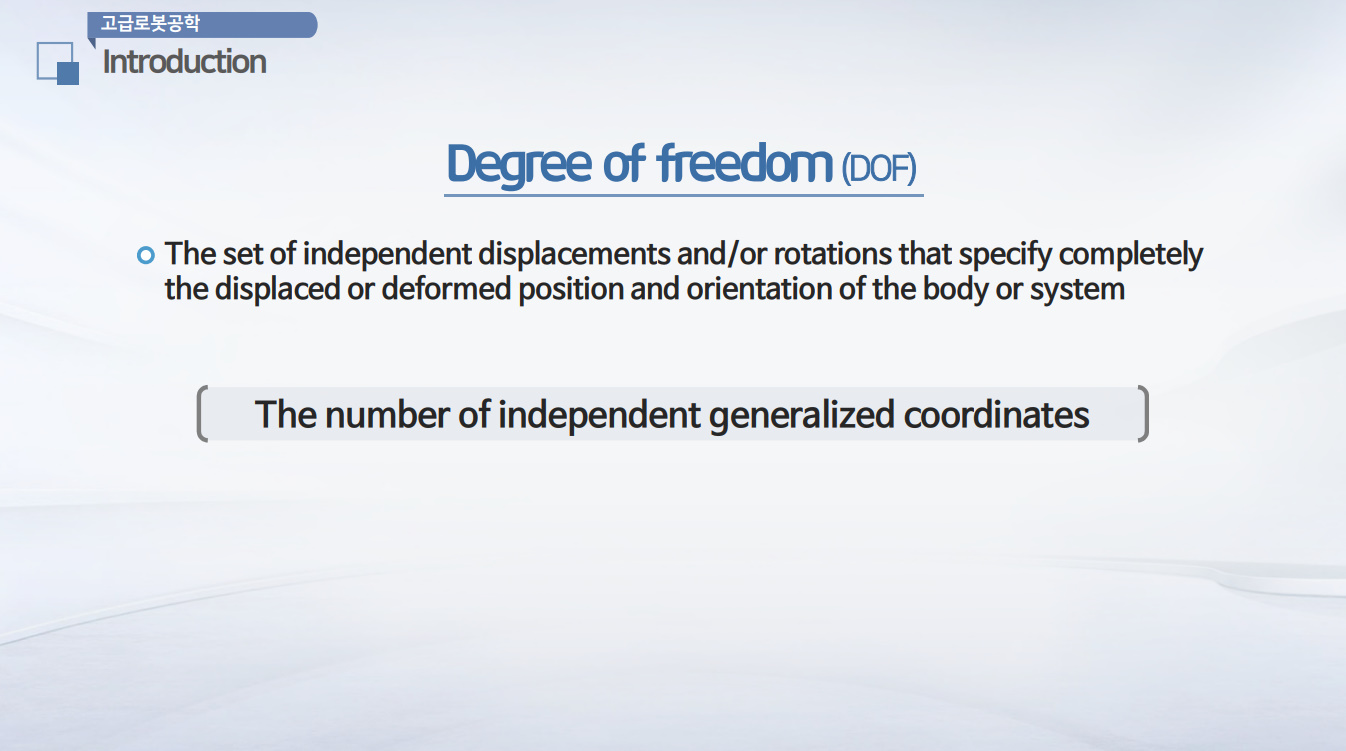 고급로봇공학
Introduction
Degree of freedom (DOF)
The set of independent displacements and/or rotations that specify completely
the displaced or deformed position and orientation of the body or system
The number of independent generalized coordinates